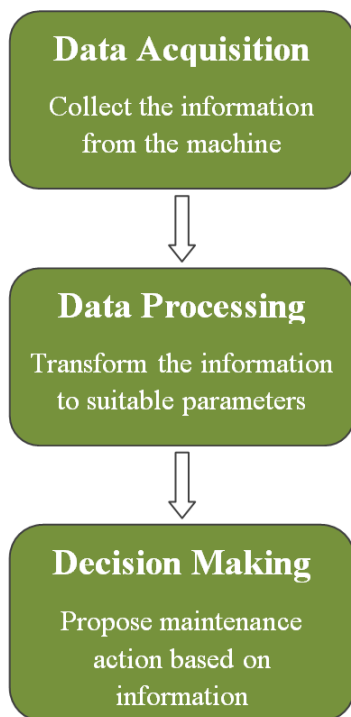 Data Acquisition
Collect the information
from the machine
Data Processing
Transform the information
to suitable parameters
Decision Making
Propose maintenance
action based on
information